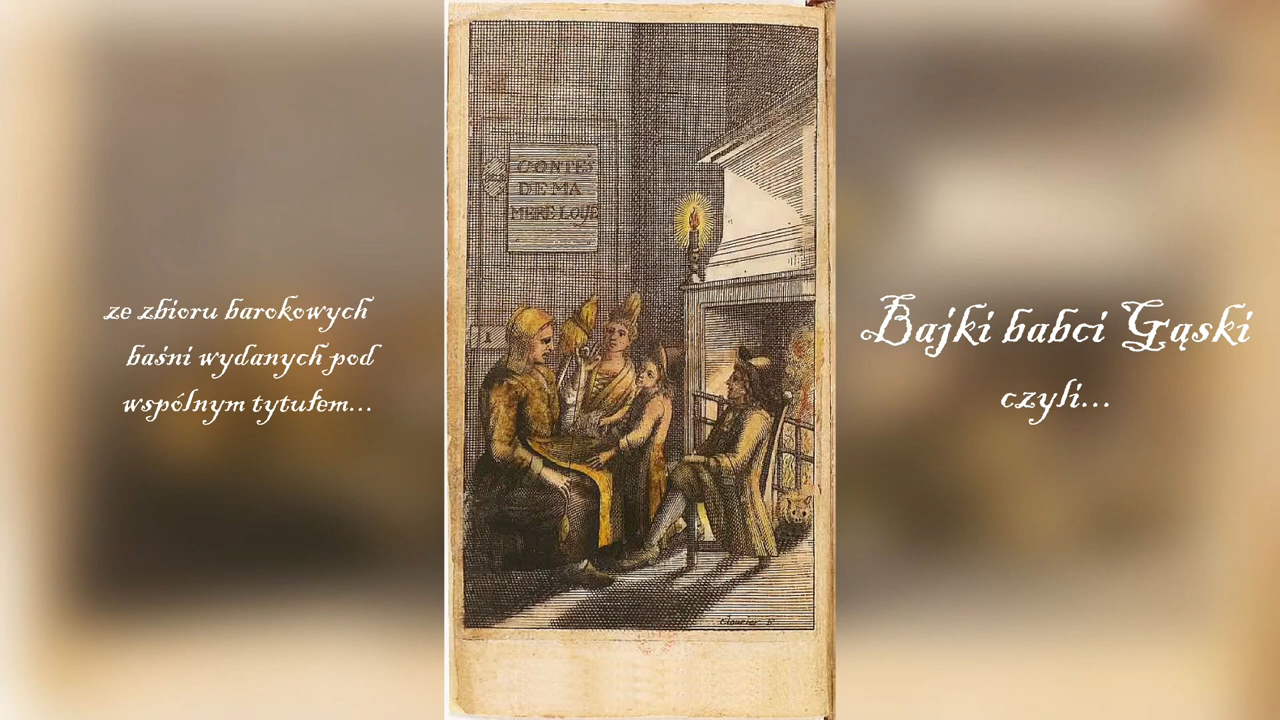 ze zbioru barokowych
baśni wydanych pod
wspólnym tytułem...
CONTES
DE MA
MERE LOYE
Bajki babci Gąski
czyli...